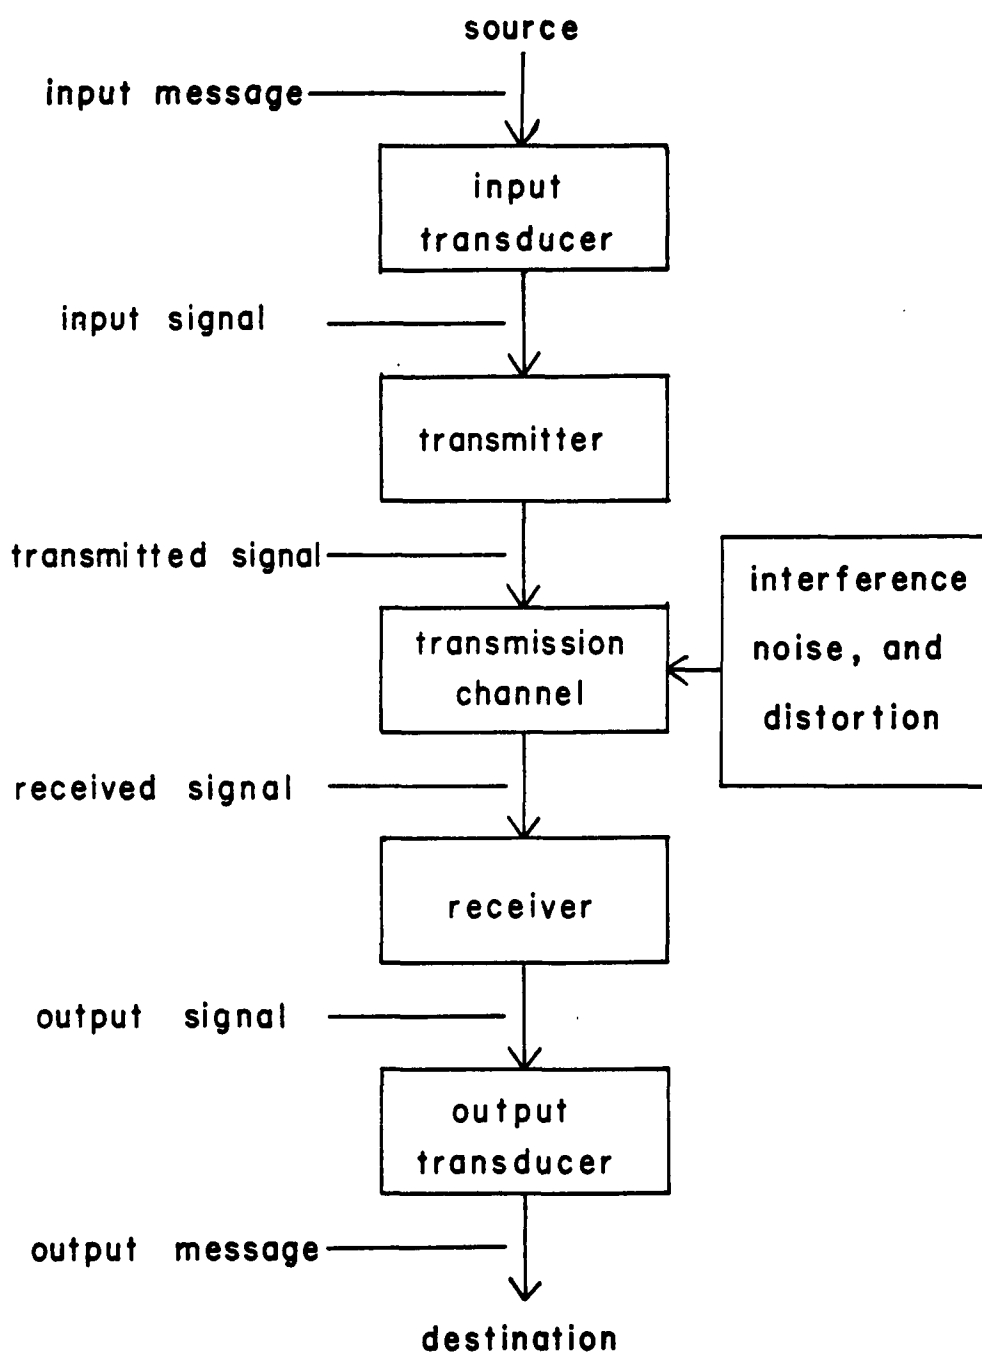 source
input message
input
transducer
input signal
transmitter
transmitted signal
interference
noise, and
distortion
transmission
channel
received signal
receiver
output signal
output
transducer
output message
destination